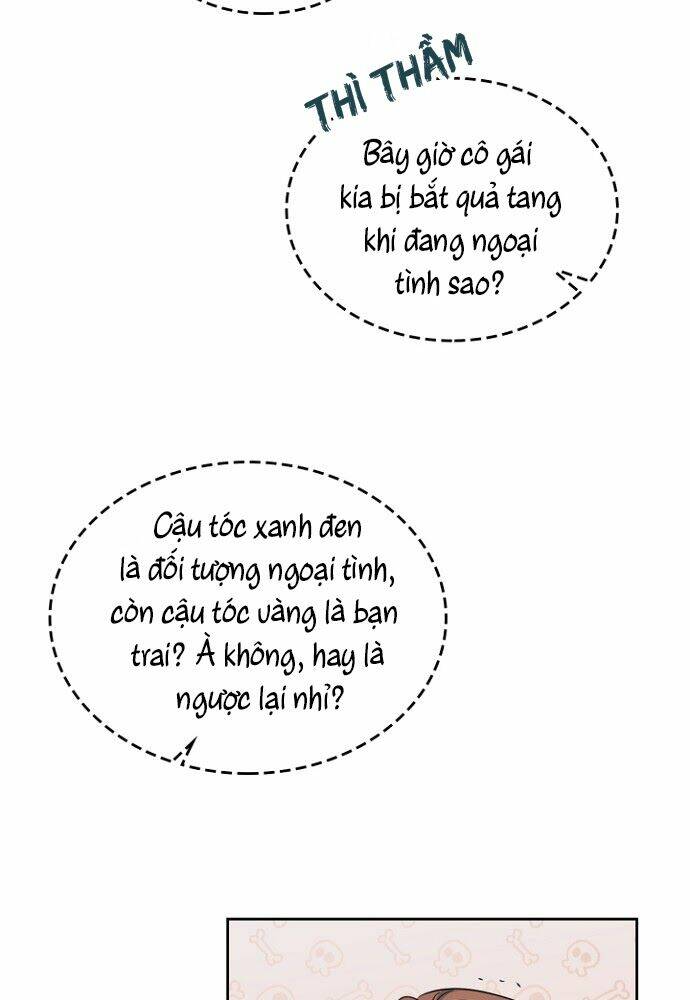 THÌ THẦM
Bây giờ cô gái
kia bị bắt quả tang
khi đang ngoại
tình sao?
Cậu tóc xanh đen
là đối tượng ngoại tình,
còn cậu tóc vàng là bạn
trai? À không, hay là
ngược lại nhỉ?